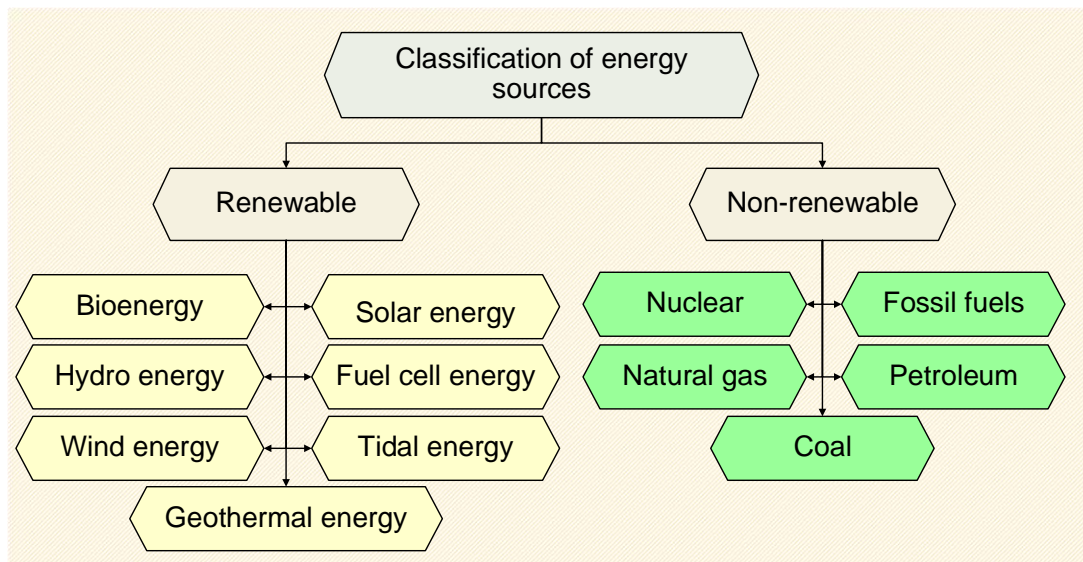 Classification of energy
sources
Renewable
Non-renewable
Bioenergy
Solar energy
Nuclear
Fossil fuels
Hydro energy
Fuel cell energy
Natural gas
Petroleum
Wind energy
Tidal energy
Coal
Geothermal energy